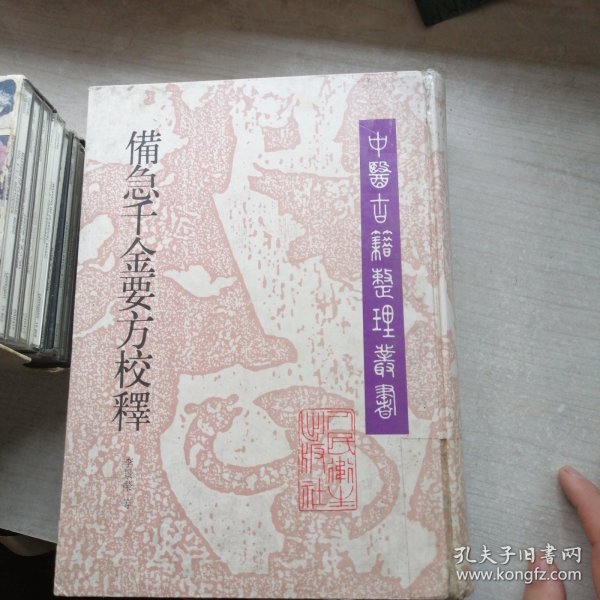 中醫古籍整理叢書
備急千金要方校釋
人民衛生
出版社
孔夫子旧书网
www.kongfz.com